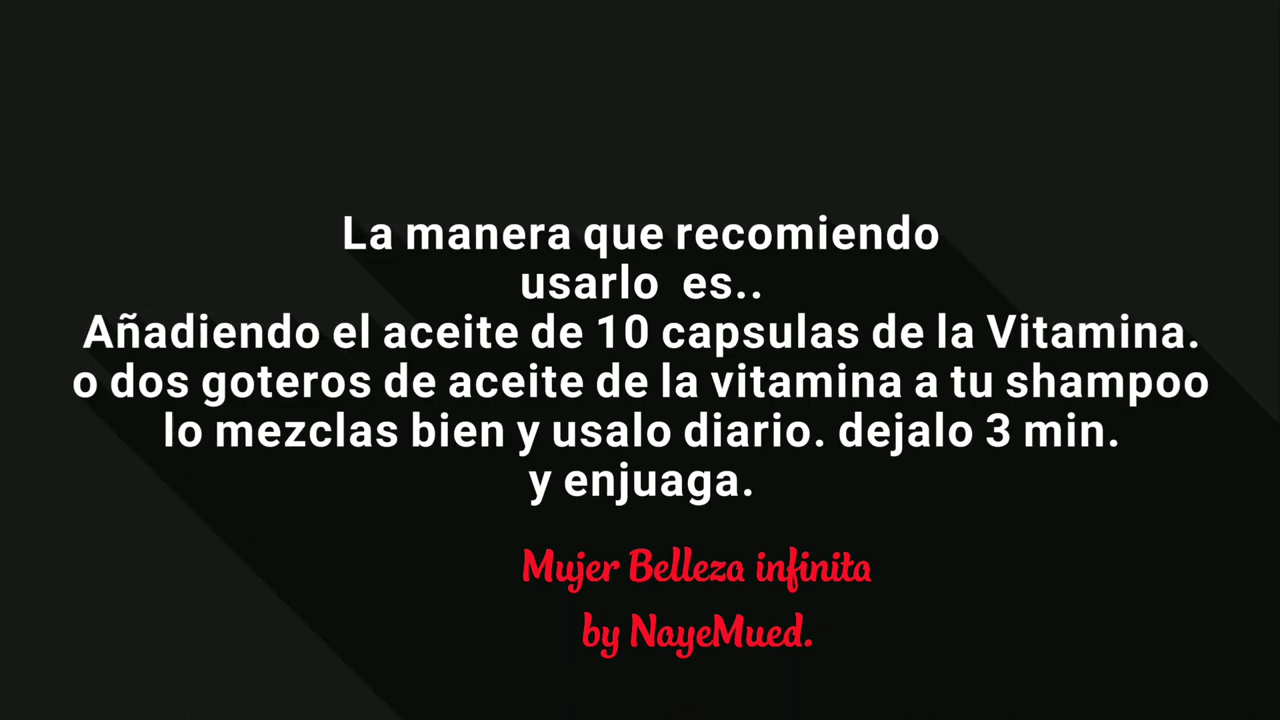 La manera que recomiendo
usarlo es..
Añadiendo el aceite de 10 capsulas de la Vitamina.
o dos goteros de aceite de la vitamina a tu shampoo
lo mezclas bien y usalo diario. dejalo 3 min.
y enjuaga.
Mujer Belleza infinita
by NayeMued.